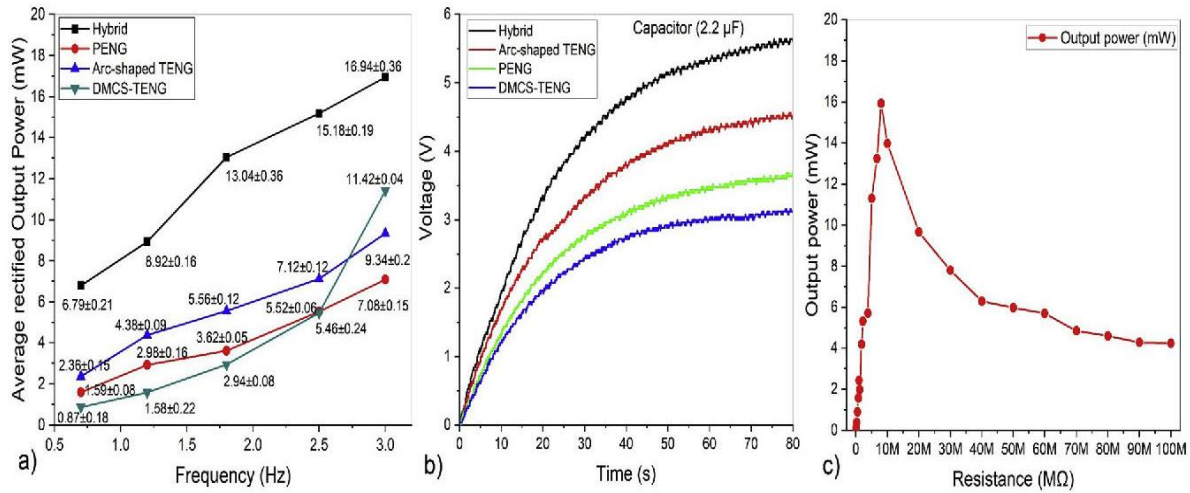 Average rectified Output Power (mW)
20
18
16
14
12
10
8
6
4
2
0
Hybrid
PENG
Arc-shaped TENG
DMCS-TENG
16.94±0.36
15.18±0.19
13.04±0.36
11.42±0.04
8.92±0.16
7.12±0.12
9.34±0.2
6.79±0.21
5.56±0.12
5.52±0.06
7.08±0.15
4.38±0.09
3.62±0.05
5.46±0.24
2.36±0.15
2.98±0.16
2.94±0.08
1.59±0.08
0.87±0.18
1.58±0.22
0.5 1.0 1.5 2.0 2.5 3.0
a)
Frequency (Hz)
Voltage (V)
6
5
4
3
2
1
0
Capacitor (2.2 µF)
Hybrid
Arc-shaped TENG
PENG
DMCS-TENG
0 10 20 30 40 50 60 70 80
b)
Time (s)
Output power (mW)
20
18
16
14
12
10
8
6
4
2
0
Output power (mW)
0 10M 20M 30M 40M 50M 60M 70M 80M 90M 100M
c)
Resistance (MΩ)